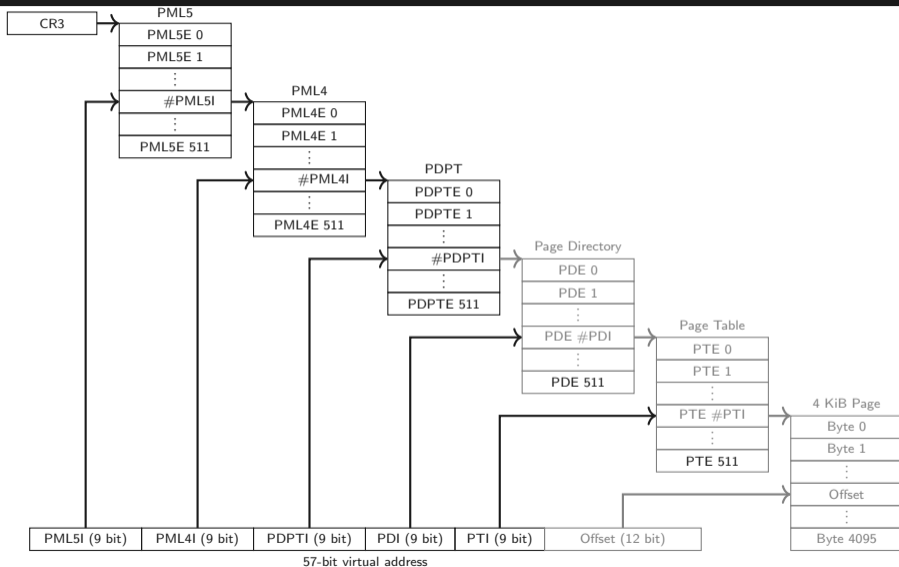 CR3
PML5
PML5E 0
PML5E 1
⋮
#PML5I
⋮
PML5E 511
PML4
PML4E 0
PML4E 1
⋮
#PML4I
⋮
PML4E 511
PDPT
PDPTE 0
PDPTE 1
⋮
#PDPTI
⋮
PDPTE 511
Page Directory
PDE 0
PDE 1
⋮
PDE #PDI
⋮
PDE 511
Page Table
PTE 0
PTE 1
⋮
PTE #PTI
⋮
PTE 511
4 KiB Page
Byte 0
Byte 1
⋮
Offset
⋮
Byte 4095
PML5I (9 bit) PML4I (9 bit) PDPTI (9 bit) PDI (9 bit) PTI (9 bit) Offset (12 bit)
57-bit virtual address